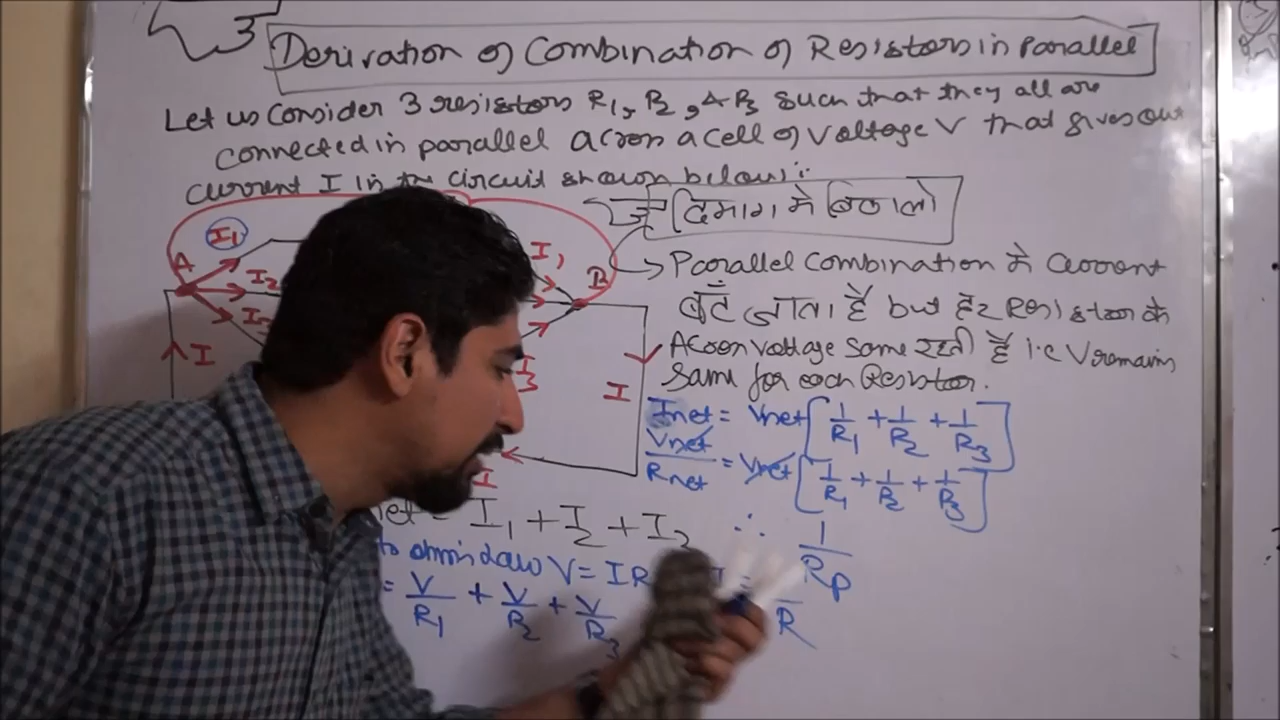 3
Derivation of Combination of Resistors in Parallel
Let us Consider 3 resistors R1, R2, & R3 such that they all are
connected in parallel across a cell of voltage V that gives out
current I in the circuit shown below:
दिमाग में बिठालो
I1
A
I2
I3
I
I1
B
I3
I
I
Parallel Combination में Current
बँट जाता है but हर Resistor के
Across voltage same रहती है i.e V remains
same for each Resistor.
Inet = Vnet [1/R1 + 1/R2 + 1/R3]
Vnet/Rnet = Vnet [1/R1 + 1/R2 + 1/R3]
∴ 1/Rp
= I1 + I2 + I3
to ohm's law V = IR
= V/R1 + V/R2 + V/R3